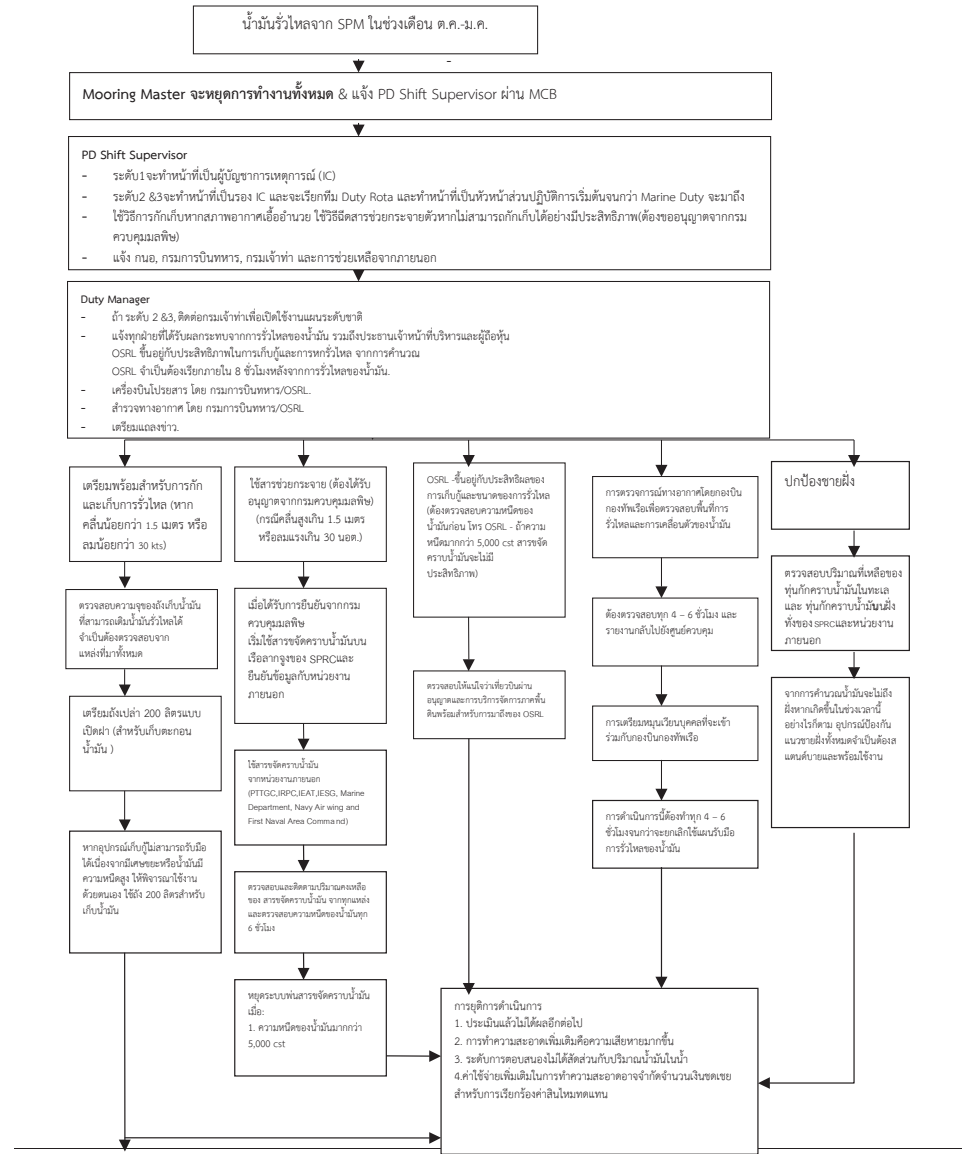 น้ำมันรั่วไหลจาก SPM ในช่วงเดือน ต.ค.-ม.ค.
-
Mooring Master จะหยุดการทำงานทั้งหมด & แจ้ง PD Shift Supervisor ผ่าน MCB
PD Shift Supervisor
- ระดับ1จะทำหน้าที่เป็นผู้บัญชาการเหตุการณ์ (IC)
- ระดับ2 &3จะทำหน้าที่เป็นรอง IC และจะเรียกทีม Duty Rota และทำหน้าที่เป็นหัวหน้าส่วนปฏิบัติการเริ่มต้นจนกว่า Marine Duty จะมาถึง
- ใช้วิธีการกักเก็บหากสภาพอากาศเอื้ออำนวย ใช้วิธีฉีดสารช่วยกระจายตัวหากไม่สามารถกักเก็บได้อย่างมีประสิทธิภาพ(ต้องขออนุญาตจากกรม
ควบคุมมลพิษ)
- แจ้ง กนอ, กรมการบินทหาร, กรมเจ้าท่า และการช่วยเหลือจากภายนอก
Duty Manager
- ถ้า ระดับ 2 &3, ติดต่อกรมเจ้าท่าเพื่อเปิดใช้งานแผนระดับชาติ
- แจ้งทุกฝ่ายที่ได้รับผลกระทบจากการรั่วไหลของน้ำมัน รวมถึงประธานเจ้าหน้าที่บริหารและผู้ถือหุ้น
OSRL ขึ้นอยู่กับประสิทธิภาพในการเก็บกู้และการหกรั่วไหล จากการคำนวณ
OSRL จำเป็นต้องเรียกภายใน 8 ชั่วโมงหลังจากการรั่วไหลของน้ำมัน.
- เครื่องบินโปรยสาร โดย กรมการบินทหาร/OSRL.
- สำรวจทางอากาศ โดย กรมการบินทหาร/OSRL
- เตรียมแถลงข่าว.
เตรียมพร้อมสำหรับการกัก
และเก็บการรั่วไหล (หาก
คลื่นน้อยกว่า 1.5 เมตร หรือ
ลมน้อยกว่า 30 kts)
ตรวจสอบความจุของถังเก็บน้ำมัน
ที่สามารถเติมน้ำมันรั่วไหลได้
จำเป็นต้องตรวจสอบจาก
แหล่งที่มาทั้งหมด
เตรียมถังเปล่า 200 ลิตรแบบ
เปิดฝา (สำหรับเก็บตะกอน
น้ำมัน )
หากอุปกรณ์เก็บกู้ไม่สามารถรับมือ
ได้เนื่องจากมีเศษขยะหรือน้ำมันมี
ความหนืดสูง ให้พิจารณาใช้งาน
ด้วยตนเอง ใช้ถัง 200 ลิตรสำหรับ
เก็บน้ำมัน
ใช้สารช่วยกระจาย (ต้องได้รับ
อนุญาตจากกรมควบคุมมลพิษ)
(กรณีคลื่นสูงเกิน 1.5 เมตร
หรือลมแรงเกิน 30 นอต.)
เมื่อได้รับการยืนยันจากกรม
ควบคุมมลพิษ
เริ่มใช้สารขจัดคราบน้ำมันบน
เรือลากจูงของ SPRCและ
ยืนยันข้อมูลกับหน่วยงาน
ภายนอก
ใช้สารขจัดคราบน้ำมัน
จากหน่วยงานภายนอก
(PTTGC,IRPC,IEAT,IESG, Marine
Department, Navy Air wing and
First Naval Area Command)
ตรวจสอบและติดตามปริมาณคงเหลือ
ของ สารขจัดคราบน้ำมัน จากทุกแหล่ง
และตรวจสอบความหนืดของน้ำมันทุก
6 ชั่วโมง
หยุดระบบพ่นสารขจัดคราบน้ำมัน
เมื่อ:
1. ความหนืดของน้ำมันมากกว่า
5,000 cst
OSRL -ขึ้นอยู่กับประสิทธิผลของ
การเก็บกู้และขนาดของการรั่วไหล
(ต้องตรวจสอบความหนืดของ
น้ำมันก่อน โทร OSRL - ถ้าความ
หนืดมากกว่า 5,000 cst สารขจัด
คราบน้ำมันจะไม่มี
ประสิทธิภาพ)
ตรวจสอบให้แน่ใจว่าเที่ยวบินผ่าน
อนุญาตและการบริการจัดการภาคพื้น
ดินพร้อมสำหรับการมาถึงของ OSRL
การตรวจการณ์ทางอากาศโดยกองบิน
กองทัพเรือเพื่อตรวจสอบพื้นที่การ
รั่วไหลและการเคลื่อนตัวของน้ำมัน
ต้องตรวจสอบทุก 4 – 6 ชั่วโมง และ
รายงานกลับไปยังศูนย์ควบคุม
การเตรียมหมุนเวียนบุคคลที่จะเข้า
ร่วมกับกองบินกองทัพเรือ
การดำเนินการนี้ต้องทำทุก 4 – 6
ชั่วโมงจนกว่าจะยกเลิกใช้แผนรับมือ
การรั่วไหลของน้ำมัน
ปกป้องชายฝั่ง
ตรวจสอบปริมาณที่เหลือของ
ทุ่นกักคราบน้ำมันในทะเล
และ ทุ่นกักคราบน้ำมันบนฝั่ง
ทั้งของ SPRCและหน่วยงาน
ภายนอก
จากการคำนวณน้ำมันจะไม่ถึง
ฝั่งหากเกิดขึ้นในช่วงเวลานี้
อย่างไรก็ตาม อุปกรณ์ป้องกัน
แนวชายฝั่งทั้งหมดจำเป็นต้องส
แตนด์บายและพร้อมใช้งาน
การยุติการดำเนินการ
1. ประเมินแล้วไม่ได้ผลอีกต่อไป
2. การทำความสะอาดเพิ่มเติมคือความเสียหายมากขึ้น
3. ระดับการตอบสนองไม่ได้สัดส่วนกับปริมาณน้ำมันในน้ำ
4.ค่าใช้จ่ายเพิ่มเติมในการทำความสะอาดอาจจำกัดจำนวนเงินชดเชย
สำหรับการเรียกร้องค่าสินไหมทดแทน